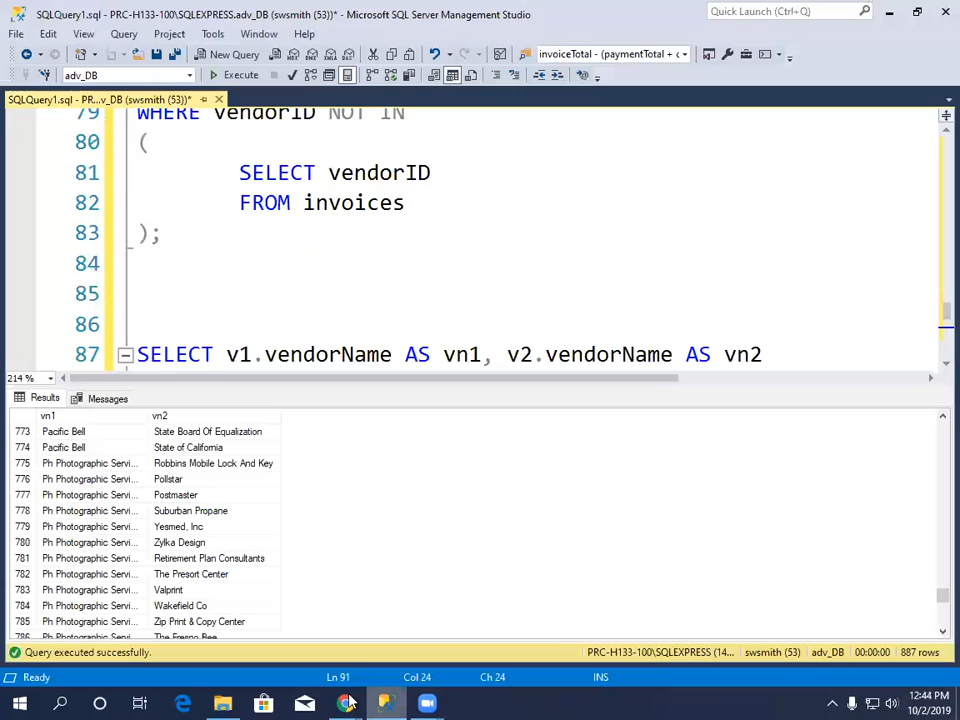 SQLQuery1.sql - PRC-H133-100\SQLEXPRESS.adv_DB (swsmith (53))* - Microsoft SQL Server Management Studio
Quick Launch (Ctrl+Q)
File Edit View Query Project Tools Window Help
New Query
invoiceTotal - (paymentTotal + c
adv_DB
Execute
SQLQuery1.sql - PR...v_DB (swsmith (53))*
79 WHERE vendorID NOT IN
80 (
81 SELECT vendorID
82 FROM invoices
83 );
84
85
86
87 SELECT v1.vendorName AS vn1, v2.vendorName AS vn2
214 %
Results Messages
vn1 vn2
773 Pacific Bell State Board Of Equalization
774 Pacific Bell State of California
775 Ph Photographic Servi... Robbins Mobile Lock And Key
776 Ph Photographic Servi... Pollstar
777 Ph Photographic Servi... Postmaster
778 Ph Photographic Servi... Suburban Propane
779 Ph Photographic Servi... Yesmed, Inc
780 Ph Photographic Servi... Zylka Design
781 Ph Photographic Servi... Retirement Plan Consultants
782 Ph Photographic Servi... The Presort Center
783 Ph Photographic Servi... Valprint
784 Ph Photographic Servi... Wakefield Co
785 Ph Photographic Servi... Zip Print & Copy Center
786 Ph Photographic Servi... The Fresno Bee
Query executed successfully. PRC-H133-100\SQLEXPRESS (14... swsmith (53) adv_DB 00:00:00 887 rows
Ready Ln 91 Col 24 Ch 24 INS
12:44 PM
10/2/2019